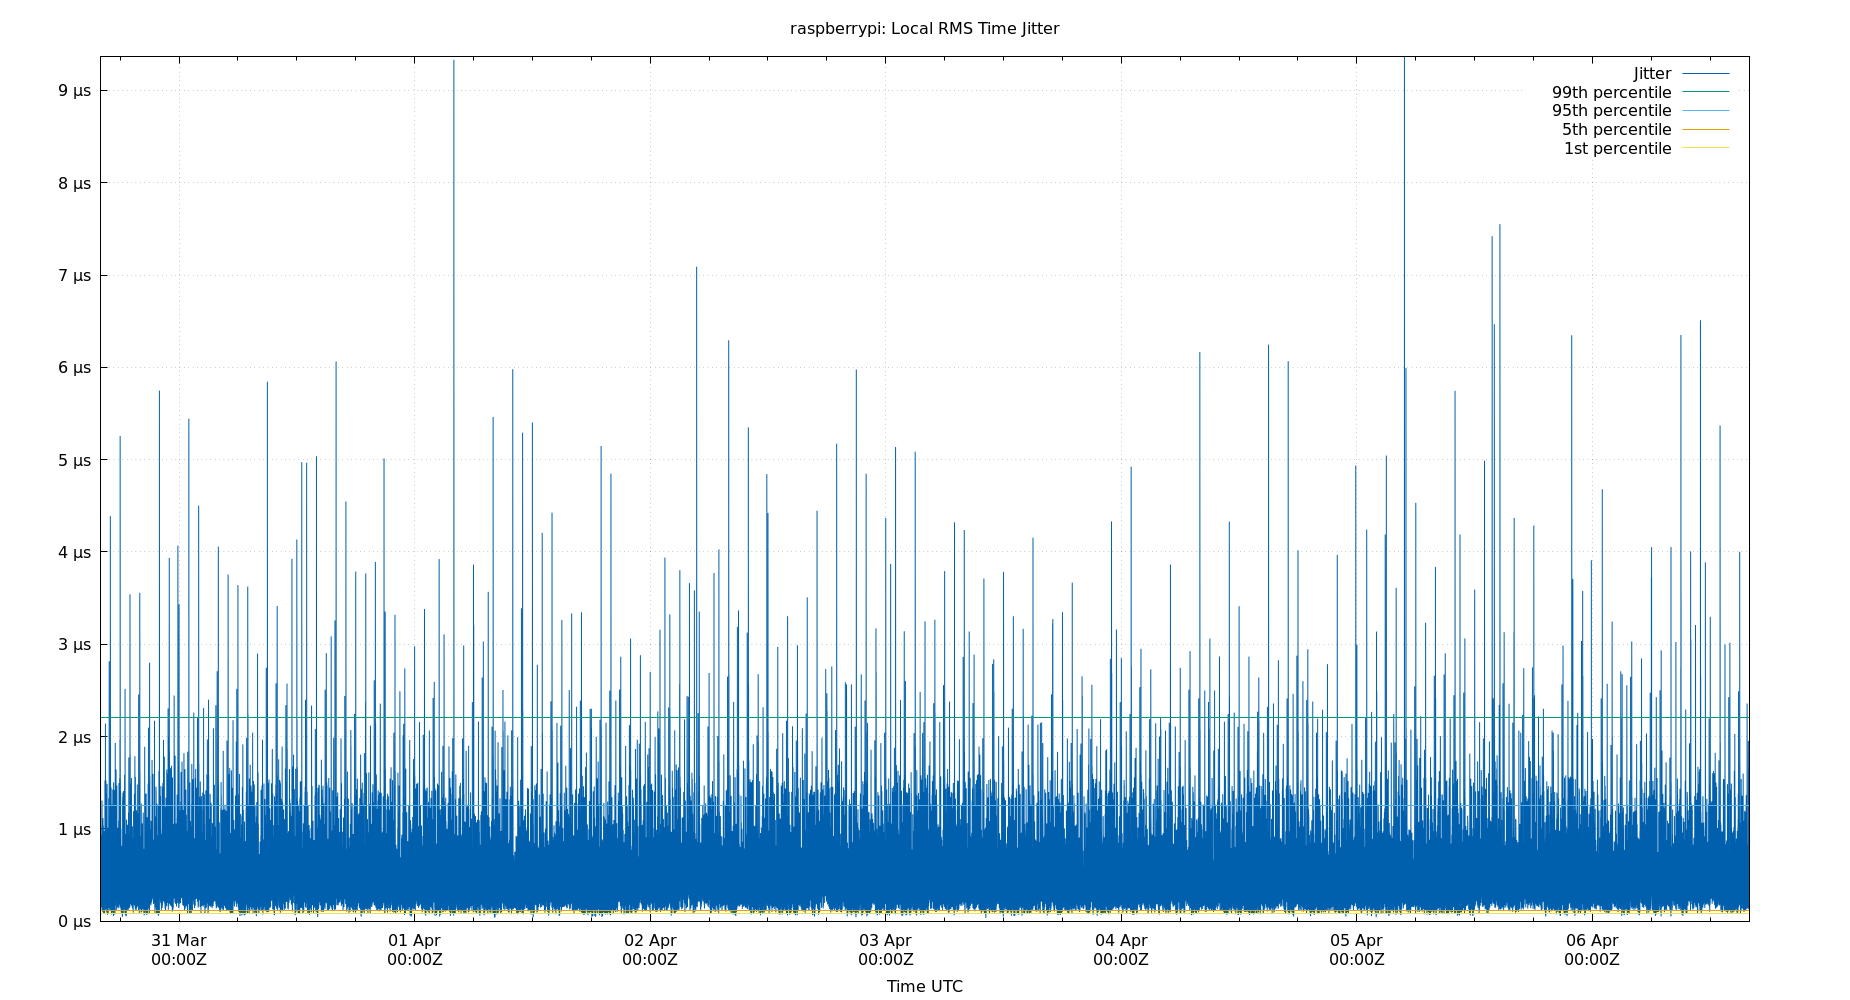 raspberrypi: Local RMS Time Jitter
Jitter
99th percentile
95th percentile
5th percentile
1st percentile
9 µs
8 µs
7 µs
6 µs
5 µs
4 µs
3 µs
2 µs
1 µs
0 µs
31 Mar 01 Apr 02 Apr 03 Apr 04 Apr 05 Apr 06 Apr
00:00Z 00:00Z 00:00Z 00:00Z 00:00Z 00:00Z 00:00Z
Time UTC